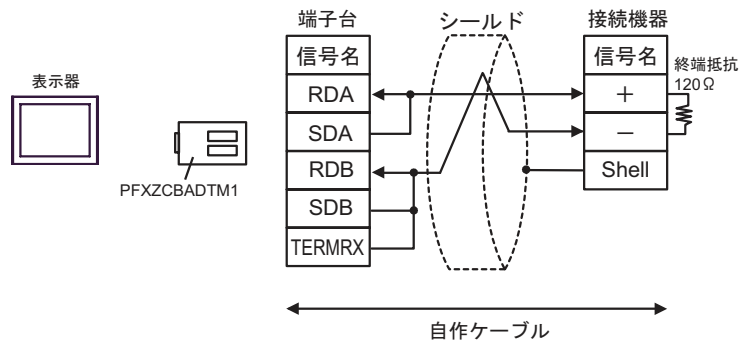 端子台
シールド
接続機器
信号名
信号名
終端抵抗
120Ω
表示器
RDA
+
SDA
−
RDB
Shell
PFXZCBADTM1
SDB
TERMRX
自作ケーブル